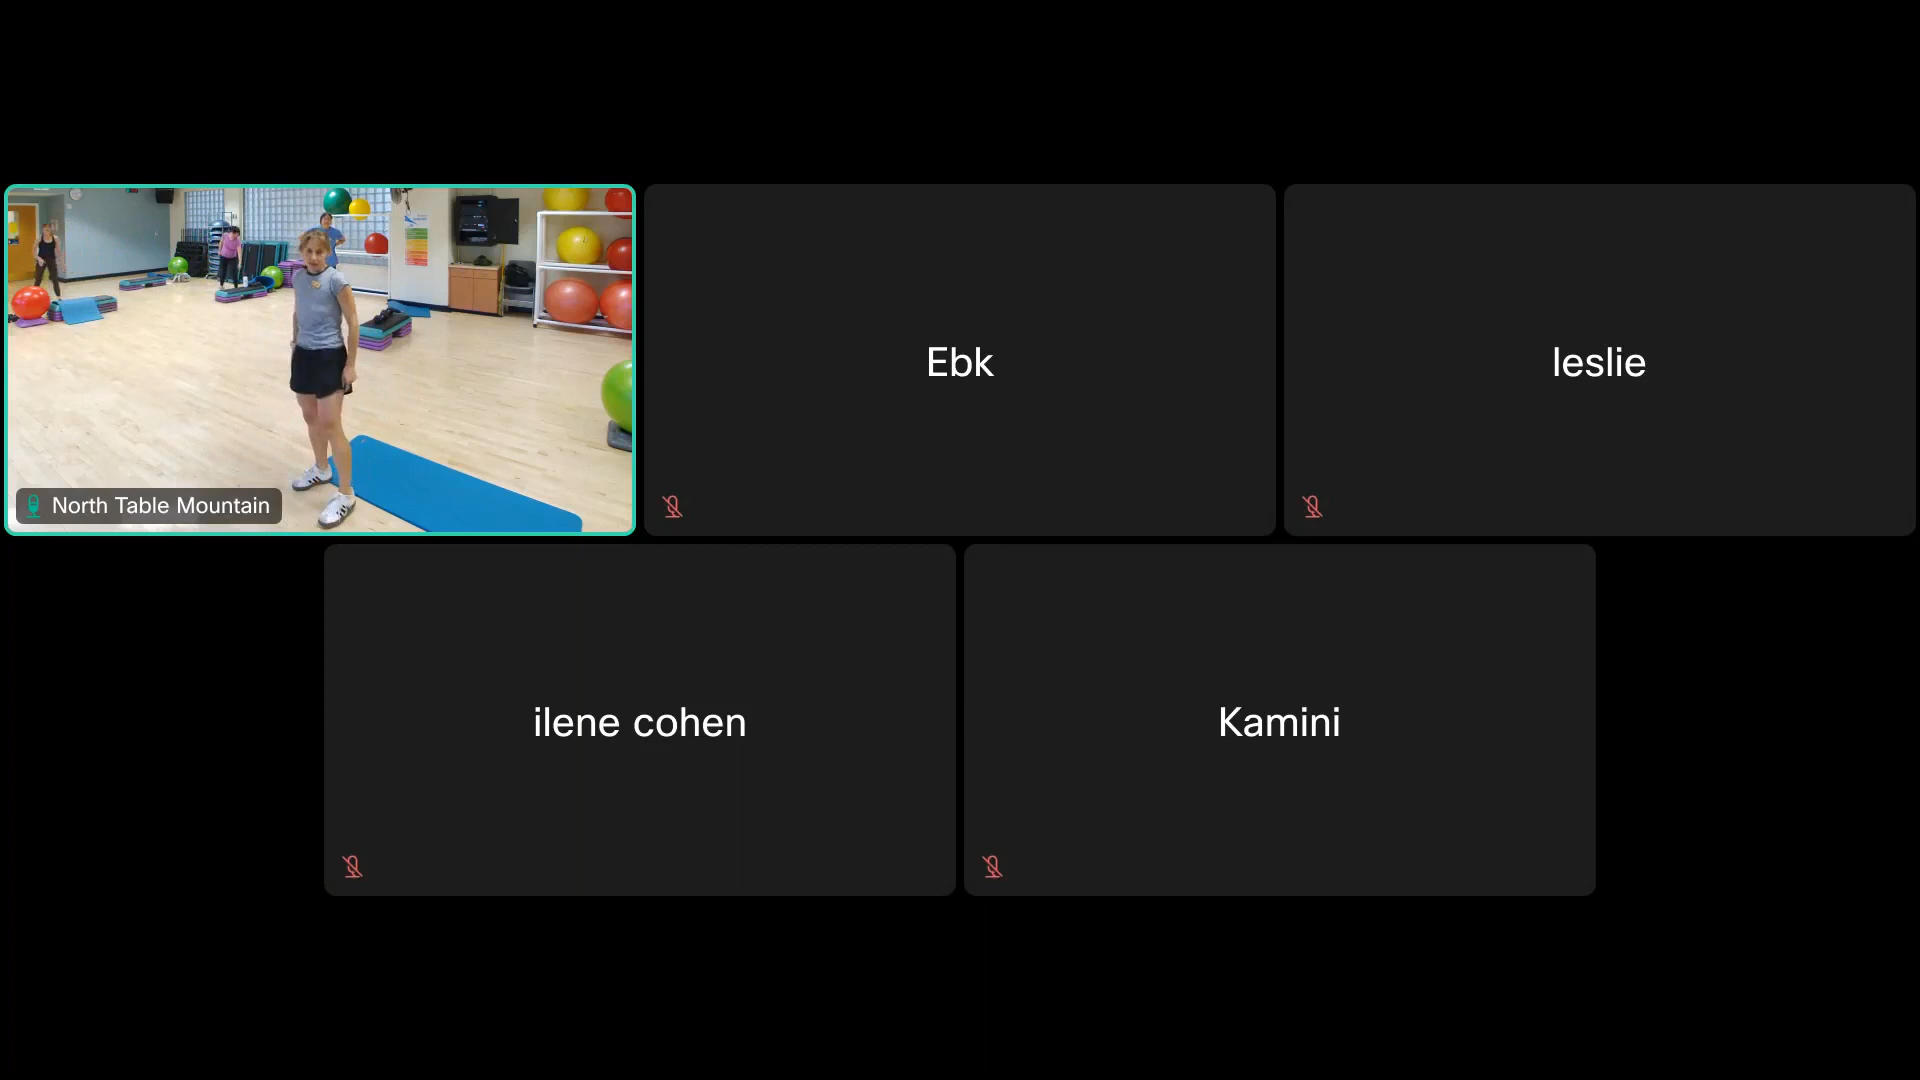 North Table Mountain
Ebk
leslie
ilene cohen
Kamini